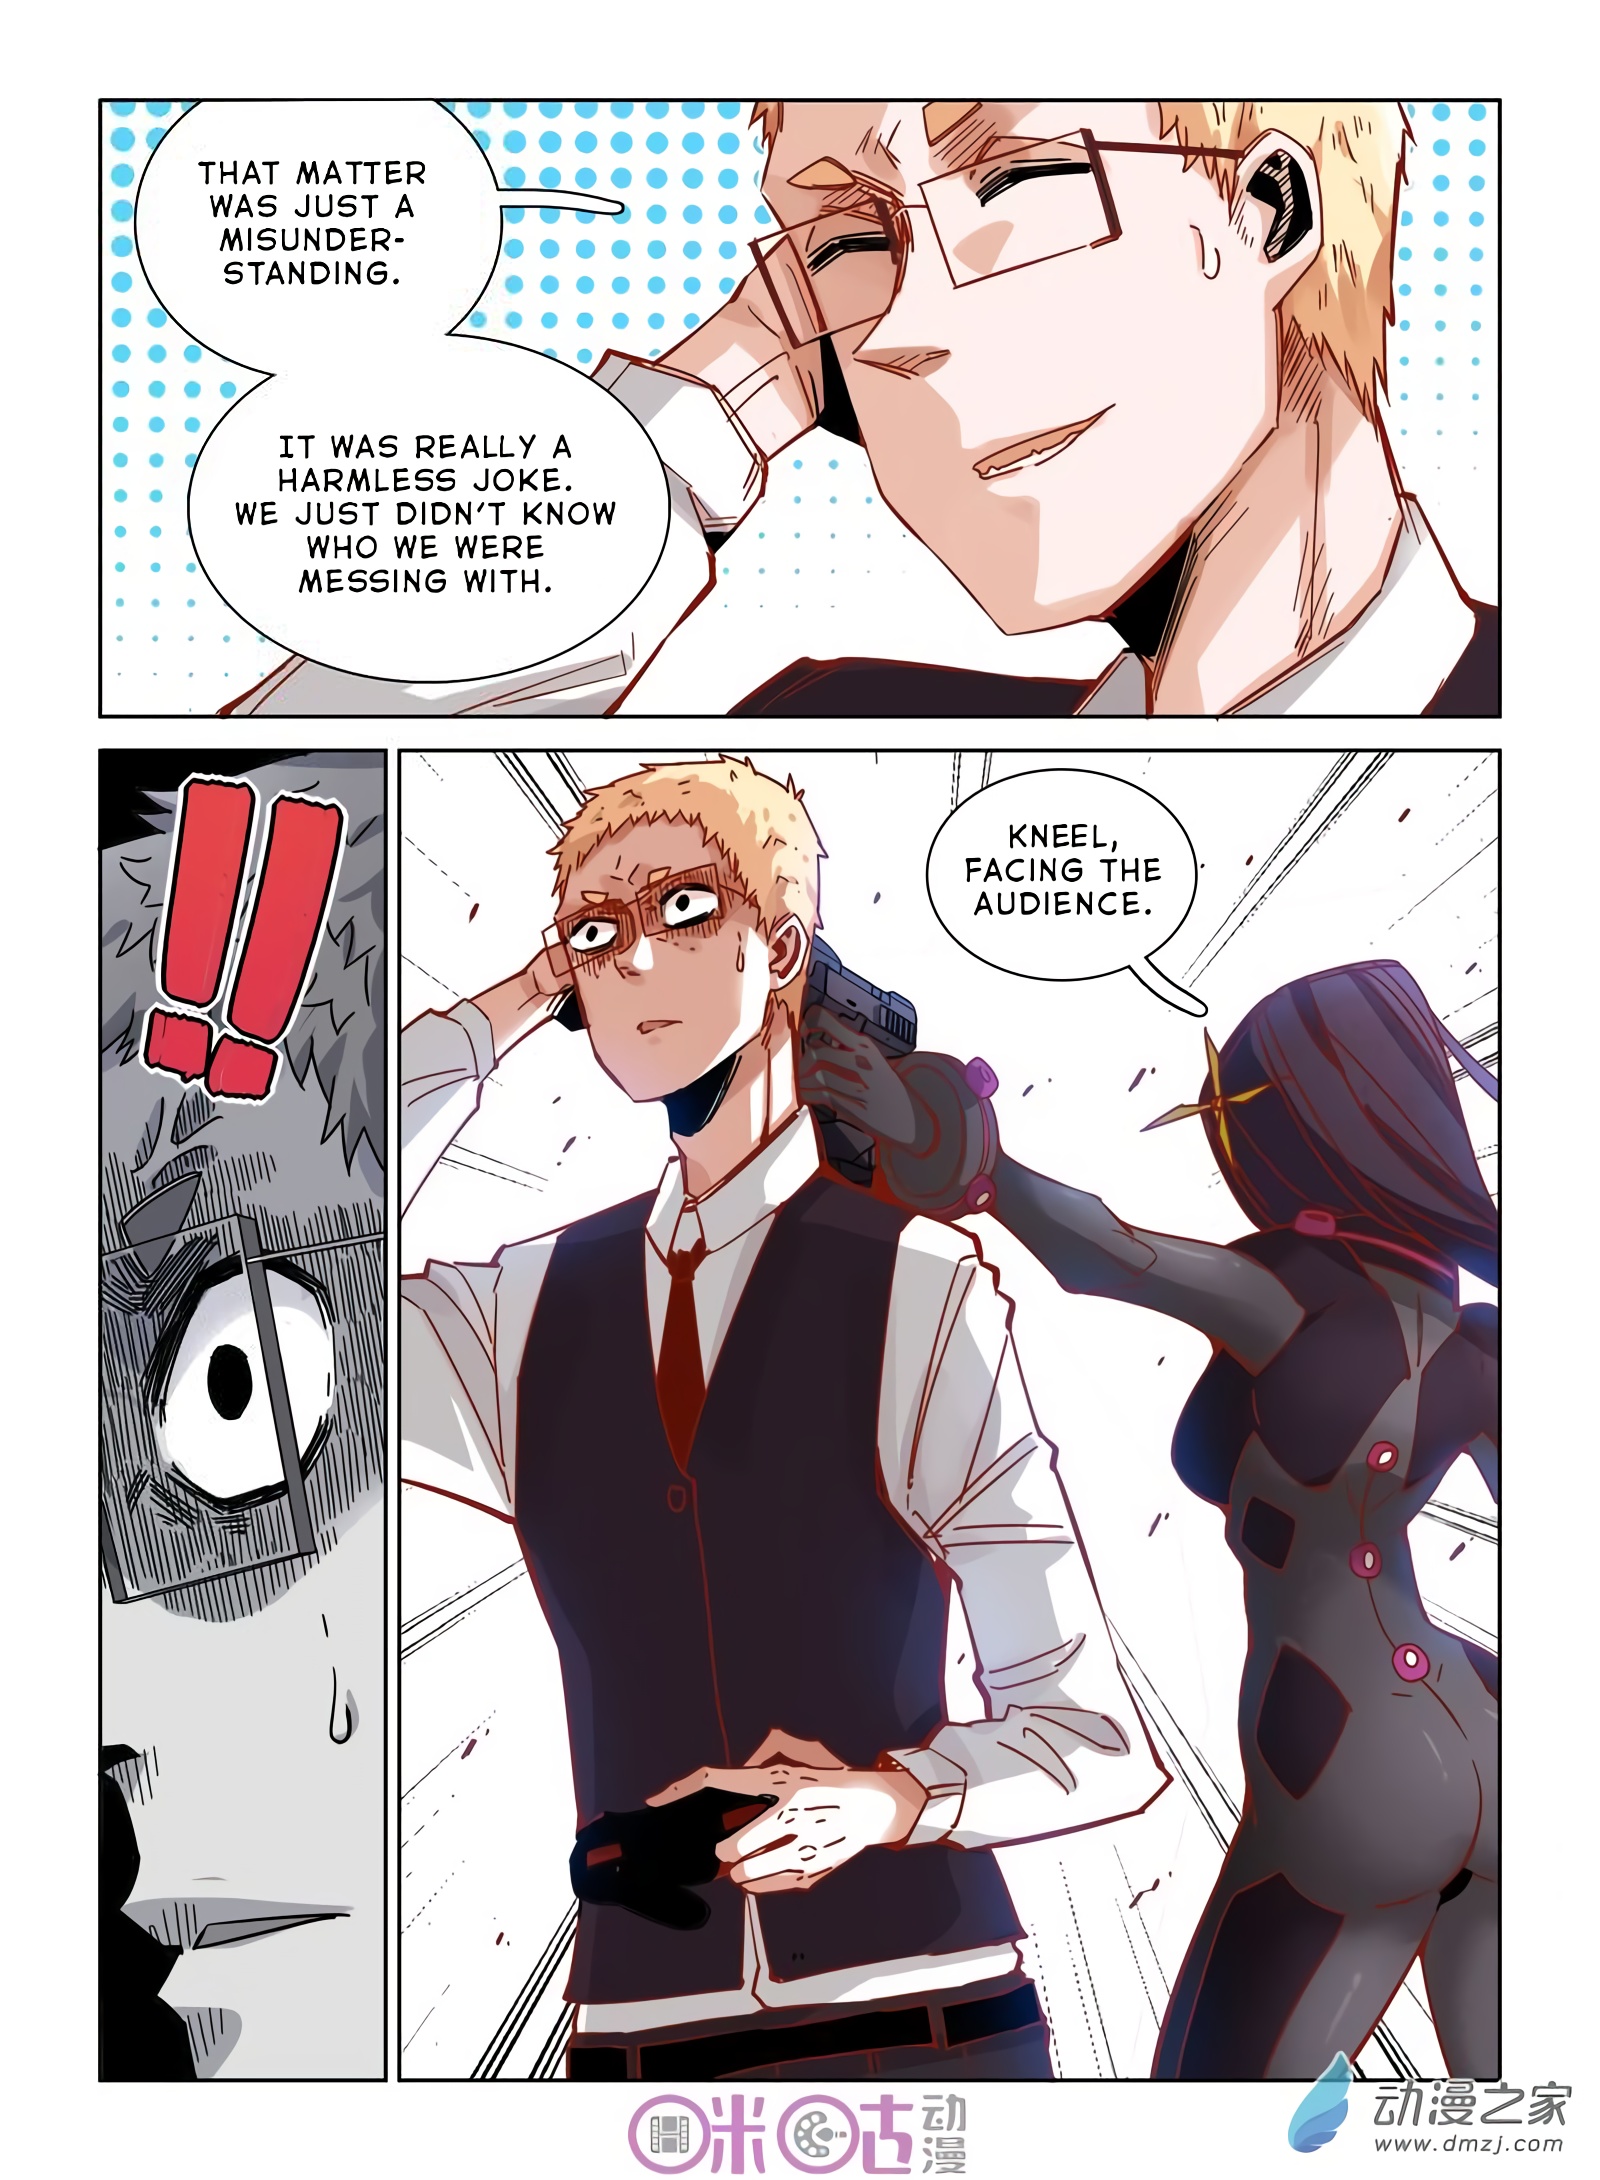 THAT MATTER
WAS JUST A
MISUNDER-
STANDING.
IT WAS REALLY A
HARMLESS JOKE.
WE JUST DIDN'T KNOW
WHO WE WERE
MESSING WITH.
!!
KNEEL,
FACING THE
AUDIENCE.
咪咕动漫
动漫之家
www.dmzj.com